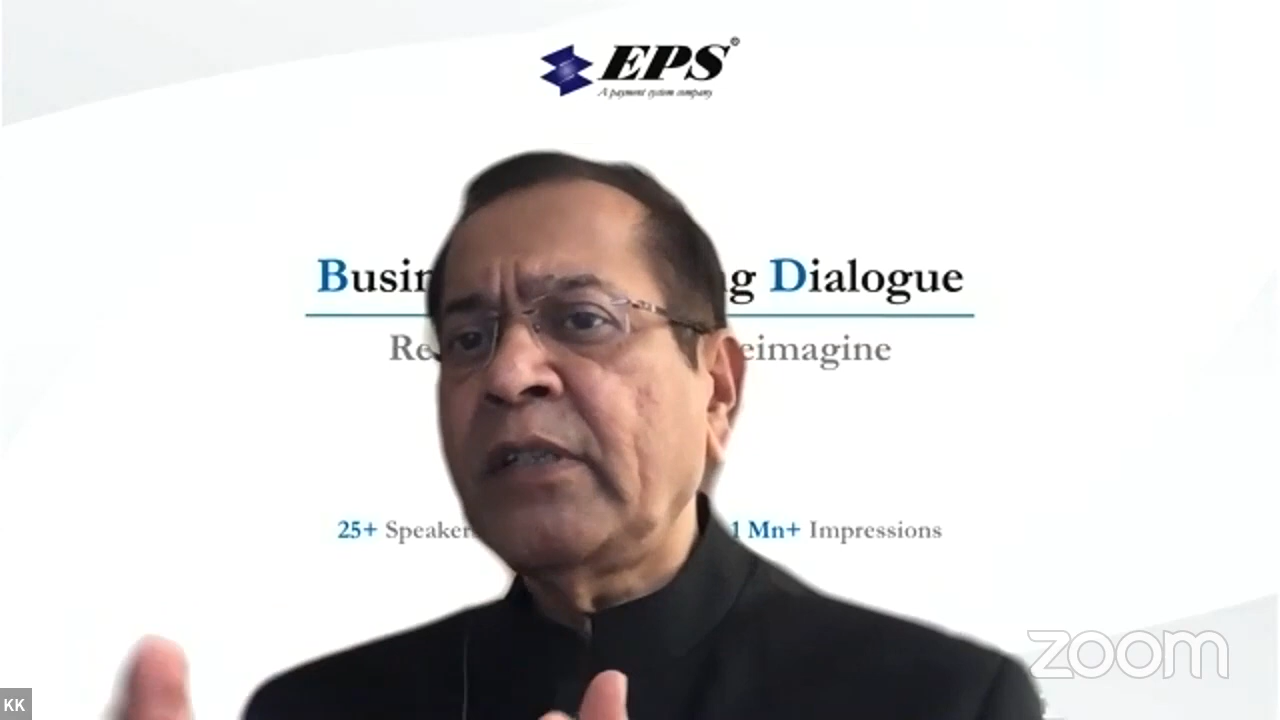 EPS®
A payment system company
Busin g Dialogue
Re eimagine
25+ Speaker 1 Mn+ Impressions
zoom
KK